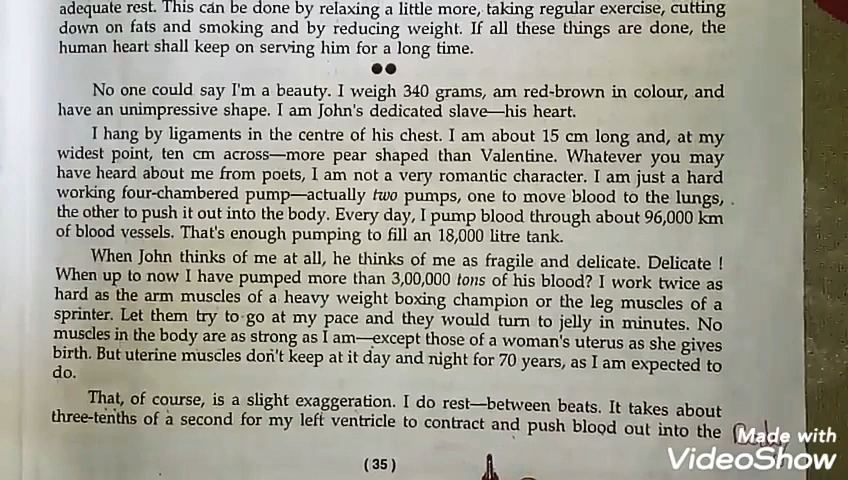 adequate rest. This can be done by relaxing a little more, taking regular exercise, cutting
down on fats and smoking and by reducing weight. If all these things are done, the
human heart shall keep on serving him for a long time.
No one could say I'm a beauty. I weigh 340 grams, am red-brown in colour, and
have an unimpressive shape. I am John's dedicated slave—his heart.
I hang by ligaments in the centre of his chest. I am about 15 cm long and, at my
widest point, ten cm across—more pear shaped than Valentine. Whatever you may
have heard about me from poets, I am not a very romantic character. I am just a hard
working four-chambered pump—actually two pumps, one to move blood to the lungs,
the other to push it out into the body. Every day, I pump blood through about 96,000 km
of blood vessels. That's enough pumping to fill an 18,000 litre tank.
When John thinks of me at all, he thinks of me as fragile and delicate. Delicate !
When up to now I have pumped more than 3,00,000 tons of his blood? I work twice as
hard as the arm muscles of a heavy weight boxing champion or the leg muscles of a
sprinter. Let them try to go at my pace and they would turn to jelly in minutes. No
muscles in the body are as strong as I am—except those of a woman's uterus as she gives
birth. But uterine muscles don't keep at it day and night for 70 years, as I am expected to
do.
That, of course, is a slight exaggeration. I do rest—between beats. It takes about
three-tenths of a second for my left ventricle to contract and push blood out into the
(35)
Made with
VideoShow